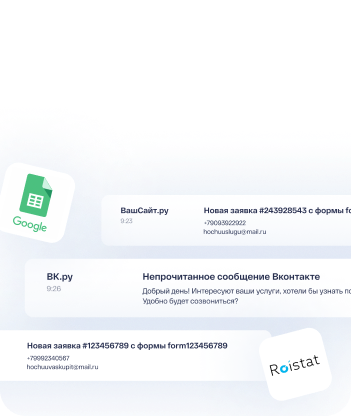 Google
ВашСайт.ру
9:23
Новая заявка #243928543 с формы fo
+79093922922
hochuuslugu@mail.ru
ВК.ру
9:26
Непрочитанное сообщение Вконтакте
Добрый день! Интересуют ваши услуги, хотели бы узнать по
Удобно будет созвониться?
Новая заявка #123456789 с формы form123456789
+79992340567
hochuuvaskupit@mail.ru
Roistat